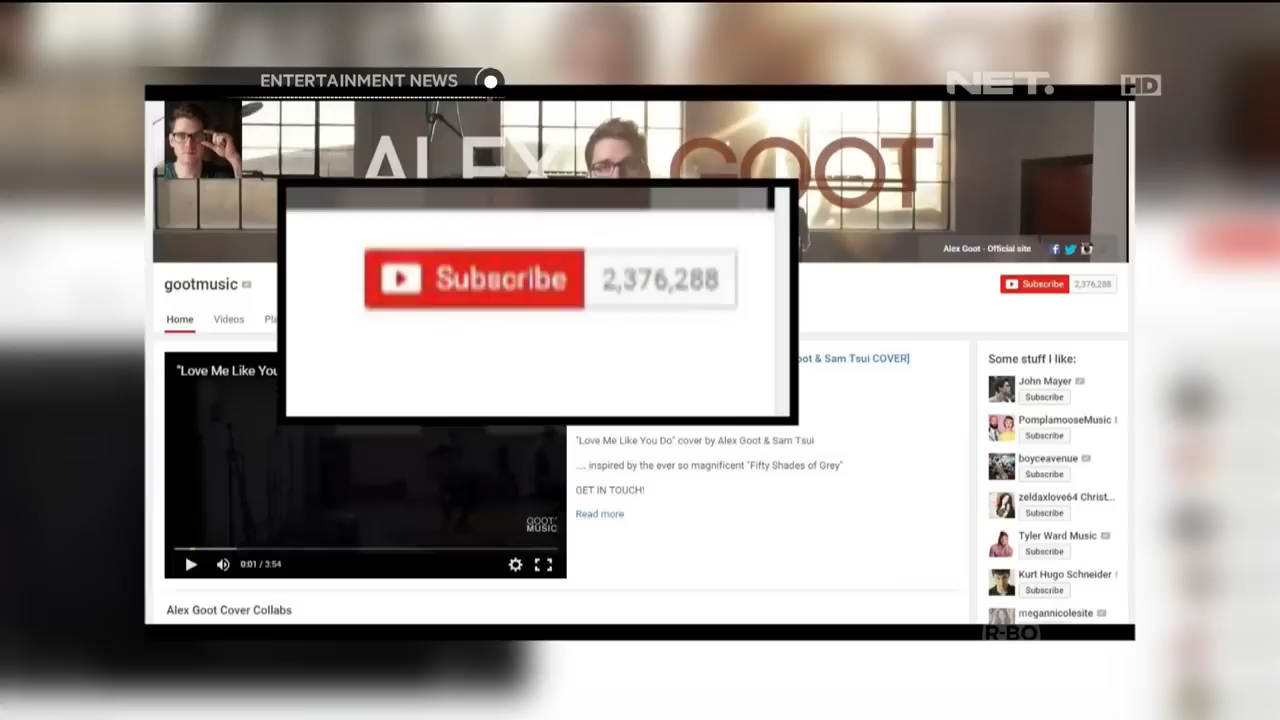 ENTERTAINMENT NEWS
NET.
HD
ALEX GOOT
Alex Goot - Official site
Subscribe 2,376,288
gootmusic
Subscribe 2,376,288
Home Videos
"Love Me Like You
& Sam Tsui COVER]
"Love Me Like You Do" cover by Alex Goot & Sam Tsui
.... inspired by the ever so magnificent "Fifty Shades of Grey"
GET IN TOUCH!
Read more
GOOT
MUSIC
0:01 / 3:54
Alex Goot Cover Collabs
Some stuff I like:
John Mayer
Subscribe
PomplamooseMusic
Subscribe
boyceavenue
Subscribe
zeldaxlove64 Christ...
Subscribe
Tyler Ward Music
Subscribe
Kurt Hugo Schneider
Subscribe
megannicolesite
R-BO